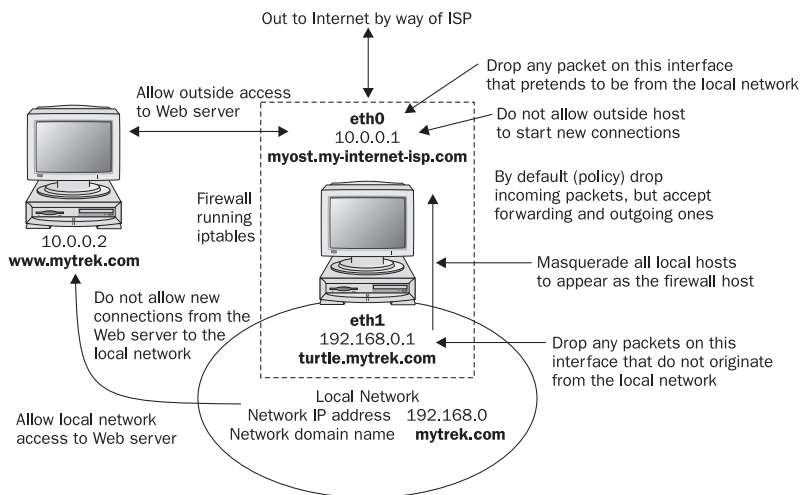 Out to Internet by way of ISP
Drop any packet on this interface
that pretends to be from the local network
Allow outside access
to Web server
eth0
10.0.0.1
myost.my-internet-isp.com
Do not allow outside host
to start new connections
By default (policy) drop
incoming packets, but accept
forwarding and outgoing ones
Firewall
running
iptables
10.0.0.2
www.mytrek.com
Masquerade all local hosts
to appear as the firewall host
Do not allow new
connections from the
Web server to the
local network
eth1
192.168.0.1
turtle.mytrek.com
Drop any packets on this
interface that do not originate
from the local network
Allow local network
access to Web server
Local Network
Network IP address 192.168.0
Network domain name mytrek.com